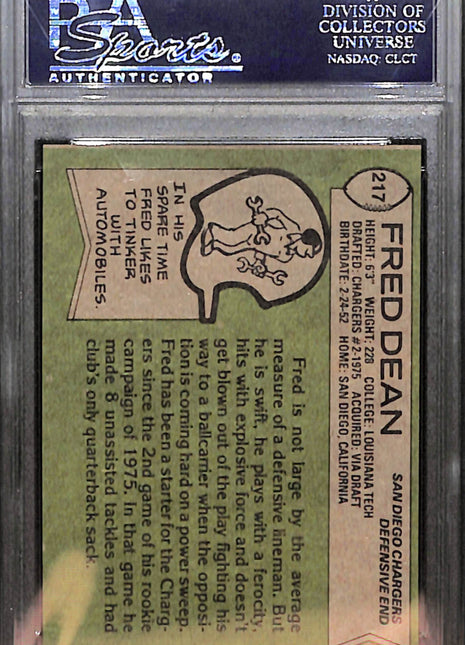 PSA
DIVISION OF
COLLECTORS
UNIVERSE
NASDAQ: CLCT
Sports
AUTHENTICATOR
217
FRED DEAN
SAN DIEGO CHARGERS
DEFENSIVE END
HEIGHT: 6'3" WEIGHT: 228 COLLEGE: LOUISIANA TECH
DRAFTED: CHARGERS #2-1975 ACQUIRED: VIA DRAFT
BIRTHDATE: 2-24-52 HOME: SAN DIEGO, CALIFORNIA
IN HIS
SPARE TIME
FRED LIKES
TO TINKER
WITH
AUTOMOBILES.
Fred is not large by the average
measure of a defensive lineman. But
he is swift, he plays with a ferocity,
hits with explosive force and doesn't
get blown out of the play fighting his
way to a ballcarrier when the opposi-
tion is coming hard on a power sweep.
Fred has been a starter for the Charg-
ers since the 2nd game of his rookie
campaign of 1975. In that game he
made 8 unassisted tackles and had
club's only quarterback sack.